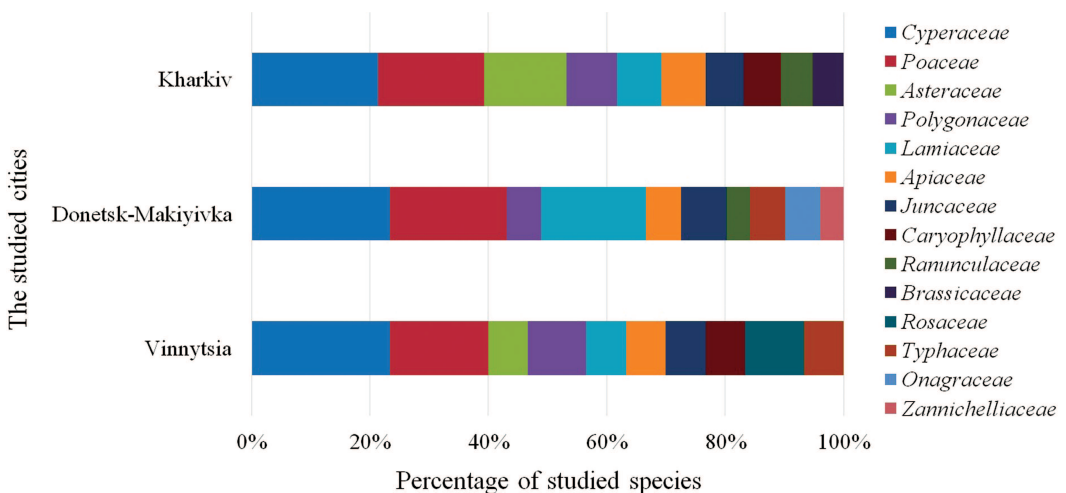 The studied cities
Kharkiv
Donetsk-Makiyivka
Vinnytsia
0%
20%
40%
60%
80%
100%
Percentage of studied species
Cyperaceae
Poaceae
Asteraceae
Polygonaceae
Lamiaceae
Apiaceae
Juncaceae
Caryophyllaceae
Ranunculaceae
Brassicaceae
Rosaceae
Typhaceae
Onagraceae
Zannichelliaceae